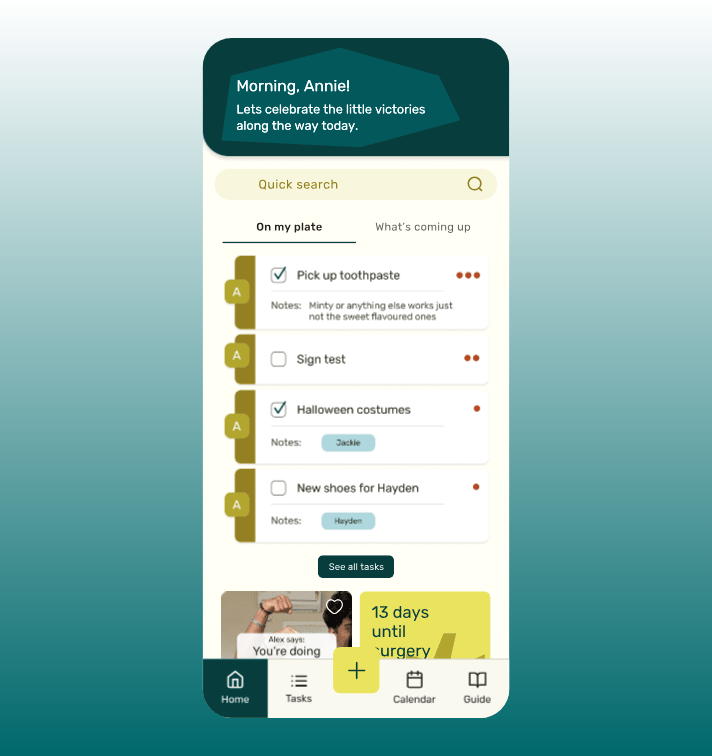 Morning, Annie!
Lets celebrate the little victories
along the way today.
Quick search
On my plate
What's coming up
A
Pick up toothpaste
Notes: Minty or anything else works just
not the sweet flavoured ones
A
Sign test
A
Halloween costumes
Notes: Jackie
A
New shoes for Hayden
Notes: Hayden
See all tasks
Alex says:
You're doing
13 days
until
surgery
Home
Tasks
Calendar
Guide